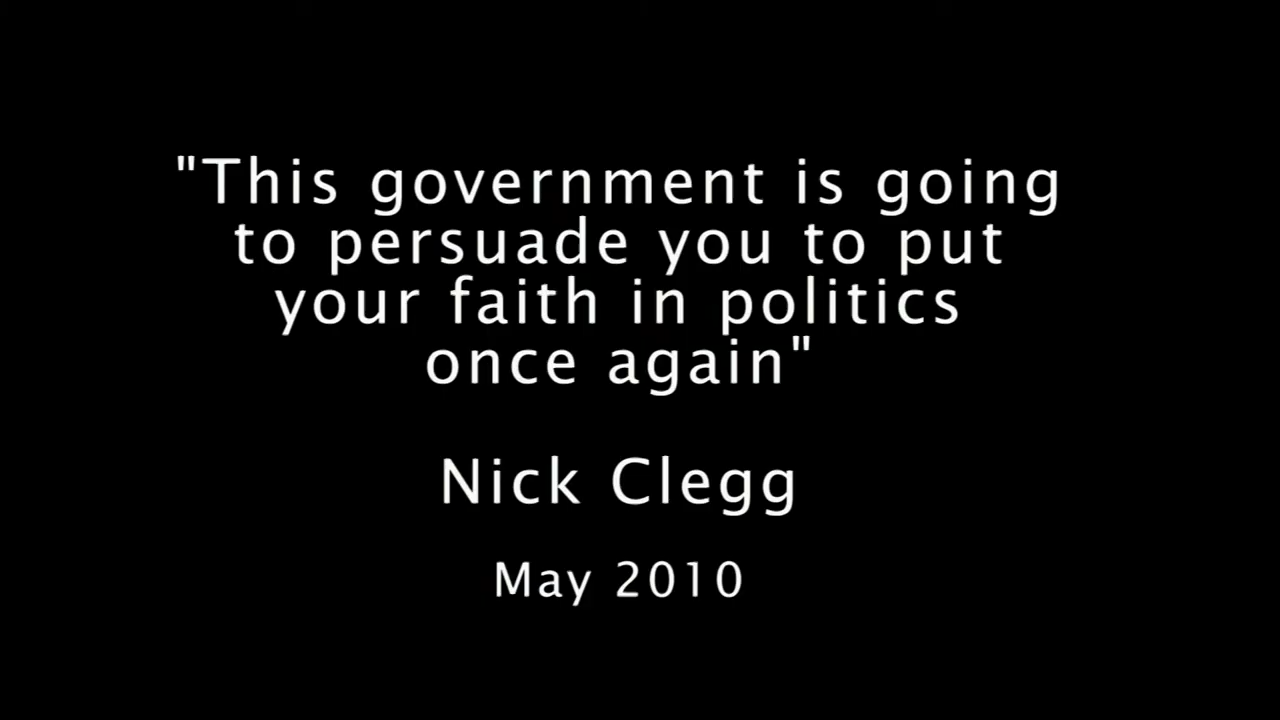 "This government is going
to persuade you to put
your faith in politics
once again"
Nick Clegg
May 2010